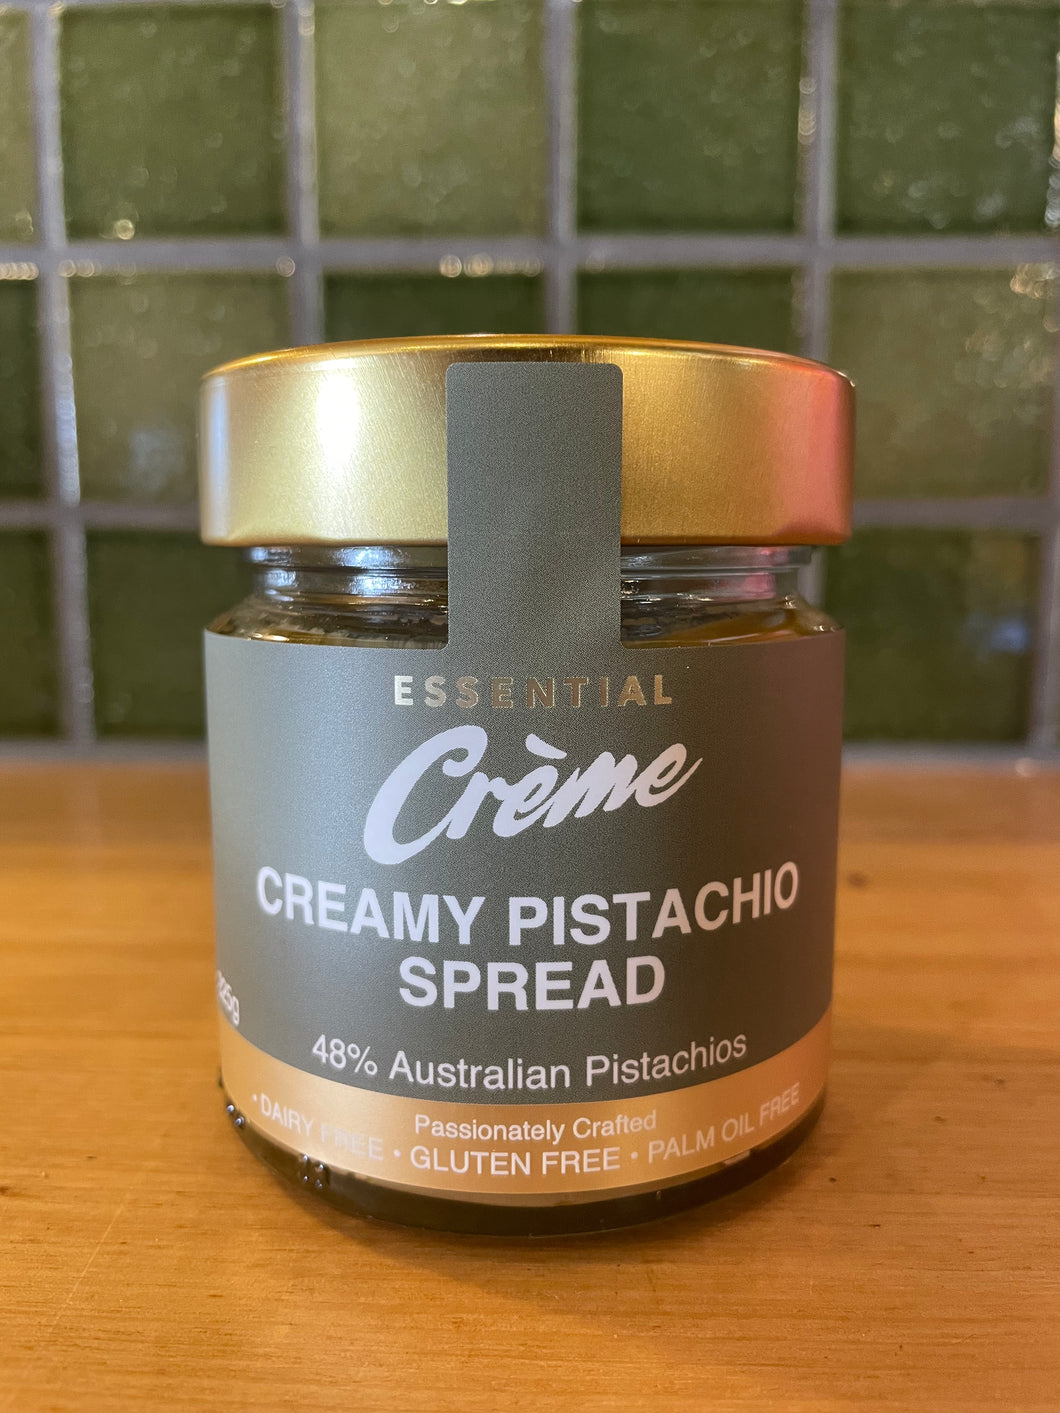 ESSENTIAL
Crème
CREAMY PISTACHIO
SPREAD
48% Australian Pistachios
Passionately Crafted
• DAIRY FREE • GLUTEN FREE • PALM OIL FREE